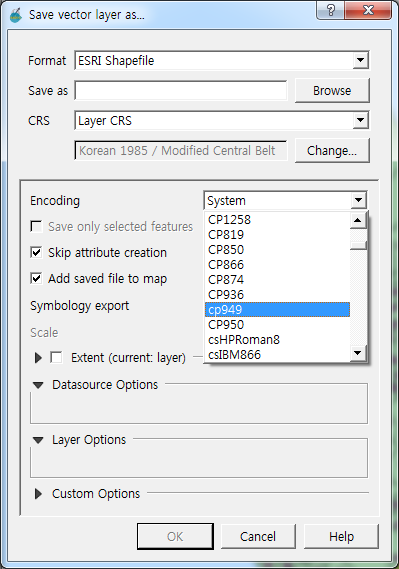 Save vector layer as...
Format ESRI Shapefile
Save as Browse
CRS Layer CRS
Korean 1985 / Modified Central Belt Change...
Encoding System
Save only selected features
Skip attribute creation
Add saved file to map
Symbology export
Scale
Extent (current: layer)
CP1258
CP819
CP850
CP866
CP874
CP936
cp949
CP950
csHPRoman8
csIBM866
Datasource Options
Layer Options
Custom Options
OK Cancel Help